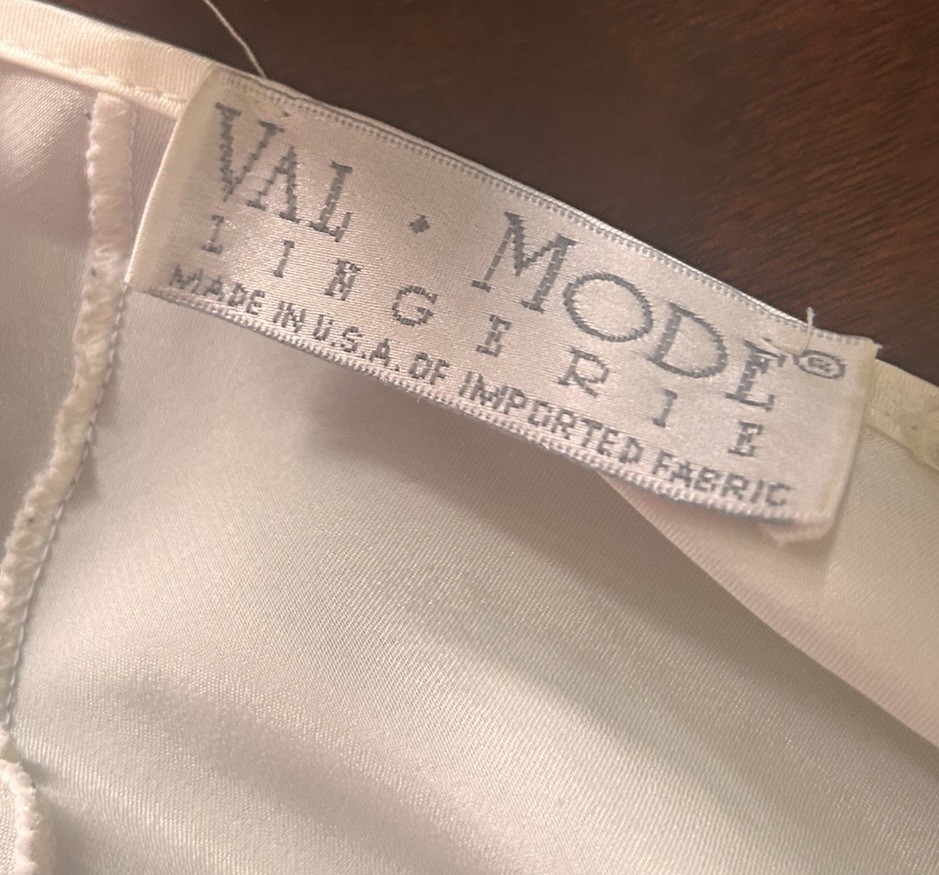 VAL · MODE®
LINGERIE
MADE IN U.S.A. OF IMPORTED FABRIC